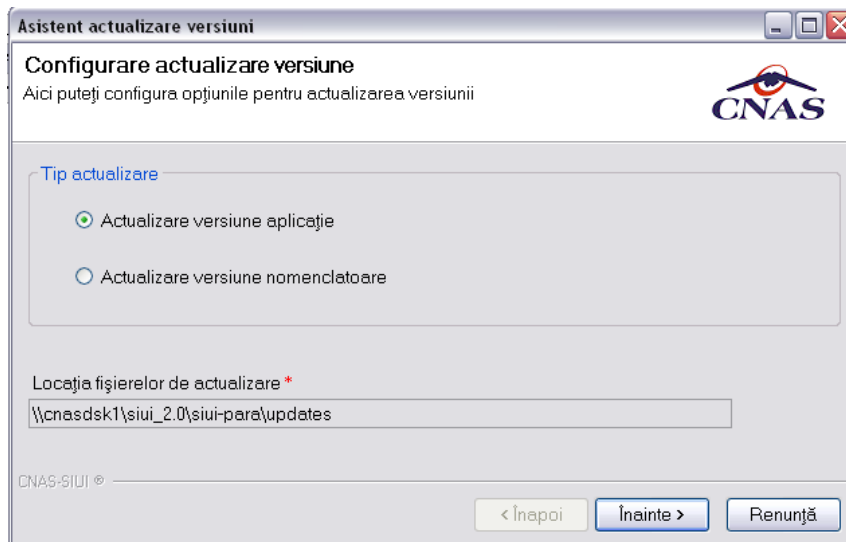 Asistent actualizare versiuni
Configurare actualizare versiune
Aici puteţi configura opţiunile pentru actualizarea versiunii
CNAS
Tip actualizare
Actualizare versiune aplicaţie
Actualizare versiune nomenclatoare
Locaţia fişierelor de actualizare *
\\cnasdsk1\siui_2.0\siui-para\updates
CNAS-SIUI ®
< Înapoi
Înainte >
Renunţă